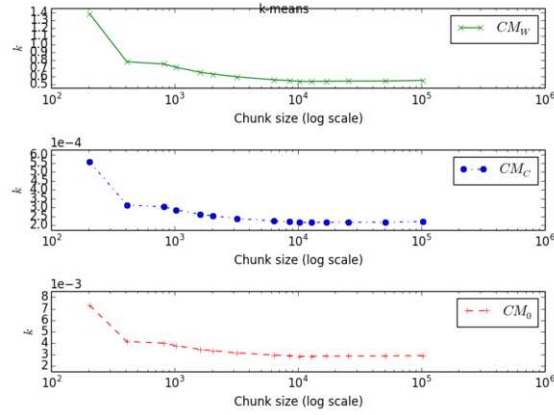 k-means
1.4
1.3
1.2
1.1
1.0
0.9
0.8
0.7
0.6
0.5
k
CM_W
10^2 10^3 10^4 10^5 10^6
Chunk size (log scale)
1e−4
6.0
5.5
5.0
4.5
4.0
3.5
3.0
2.5
2.0
k
CM_C
10^2 10^3 10^4 10^5 10^6
Chunk size (log scale)
1e−3
8
7
6
5
4
3
2
k
CM_0
10^2 10^3 10^4 10^5 10^6
Chunk size (log scale)